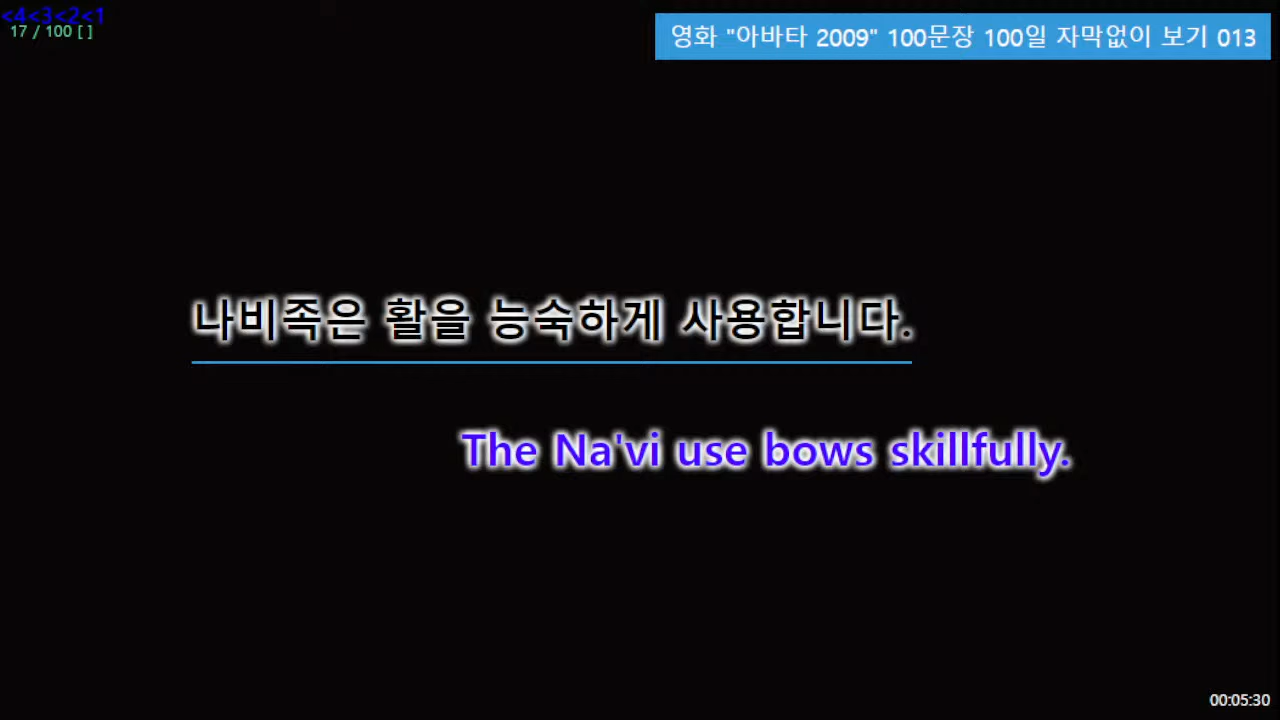 <4<3<2<1
17 / 100 [ ]
영화 "아바타 2009" 100문장 100일 자막없이 보기 013
나비족은 활을 능숙하게 사용합니다.
The Na'vi use bows skillfully.
00:05:30